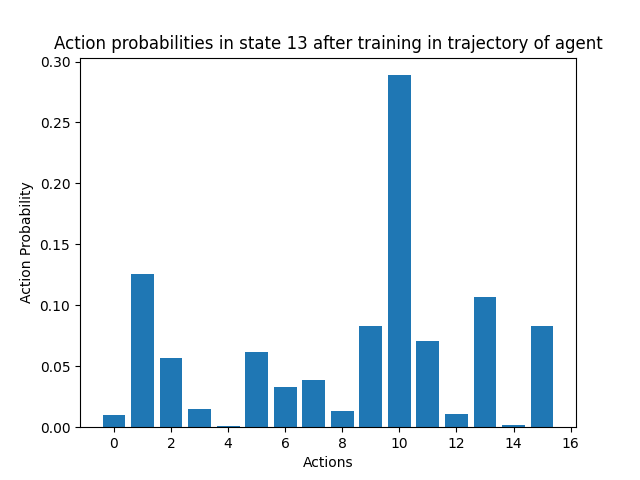 Action probabilities in state 13 after training in trajectory of agent
0.30
0.25
0.20
0.15
0.10
0.05
0.00
Action Probability
0 2 4 6 8 10 12 14 16
Actions